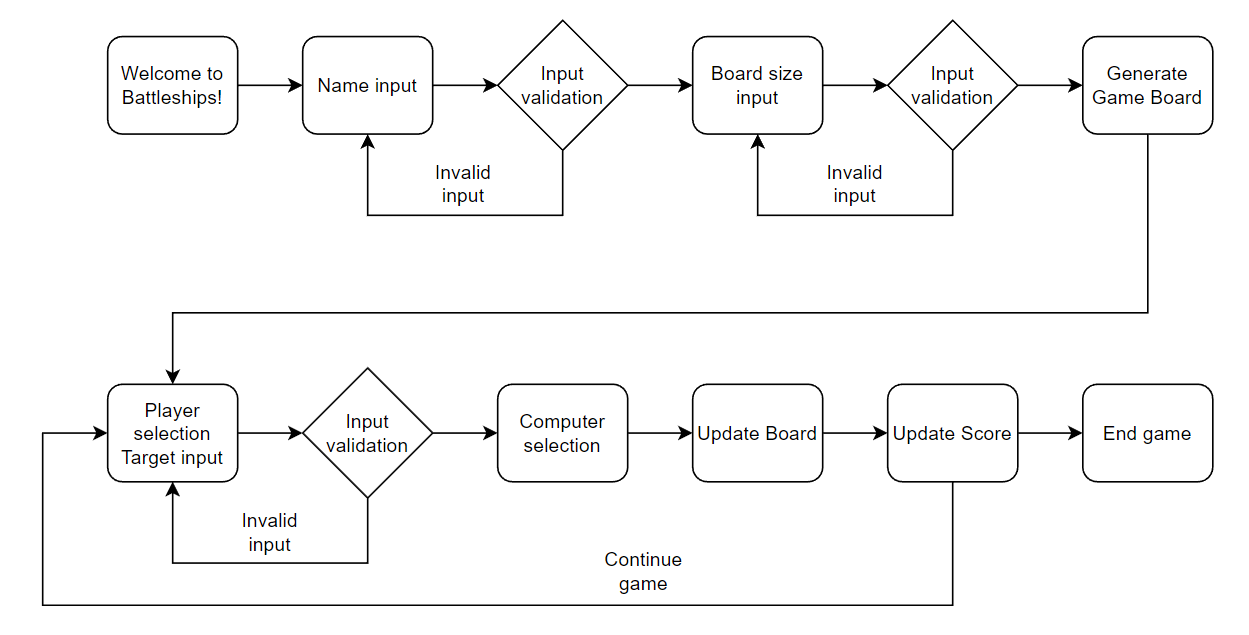 Welcome to
Battleships!
Name input
Input
validation
Board size
input
Input
validation
Generate
Game Board
Invalid
input
Invalid
input
Player
selection
Target input
Input
validation
Computer
selection
Update Board
Update Score
End game
Invalid
input
Continue
game